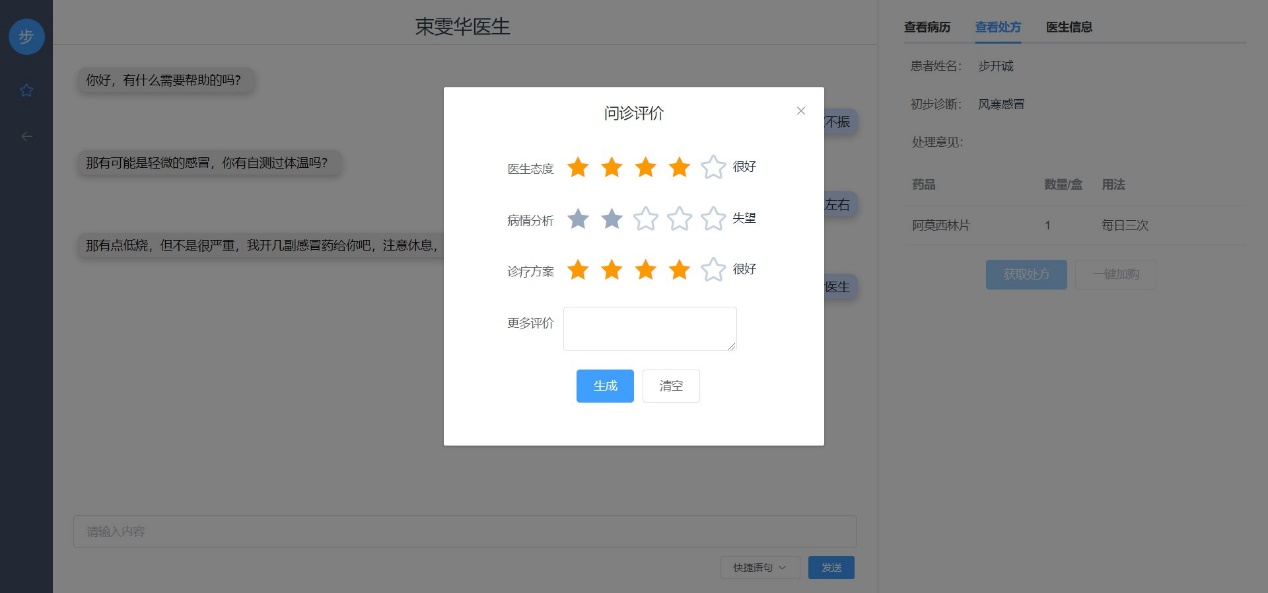 步
束雯华医生
查看病历 查看处方 医生信息
你好，有什么需要帮助的吗？
患者姓名： 步开诚
初步诊断： 风寒感冒
不振
处理意见：
那有可能是轻微的感冒，你有自测过体温吗？
药品 数量/盒 用法
左右
阿莫西林片 1 每日三次
那有点低烧，但不是很严重，我开几副感冒药给你吧，注意休息，
获取处方 一键加购
医生
问诊评价
医生态度 很好
病情分析 失望
诊疗方案 很好
更多评价
生成 清空
请输入内容
快捷语句 发送